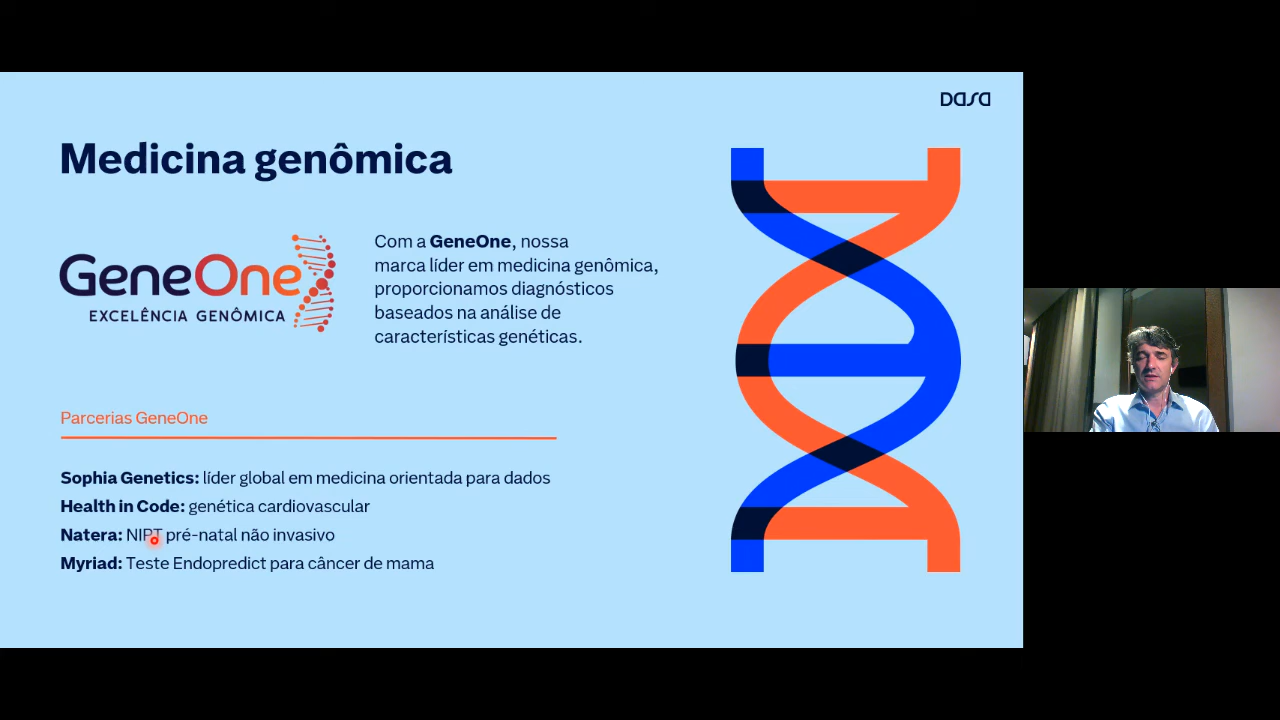 Dasa
Medicina genômica
GeneOne
EXCELÊNCIA GENÔMICA
Com a GeneOne, nossa
marca líder em medicina genômica,
proporcionamos diagnósticos
baseados na análise de
características genéticas.
Parcerias GeneOne
Sophia Genetics: líder global em medicina orientada para dados
Health in Code: genética cardiovascular
Natera: NIPT pré-natal não invasivo
Myriad: Teste Endopredict para câncer de mama